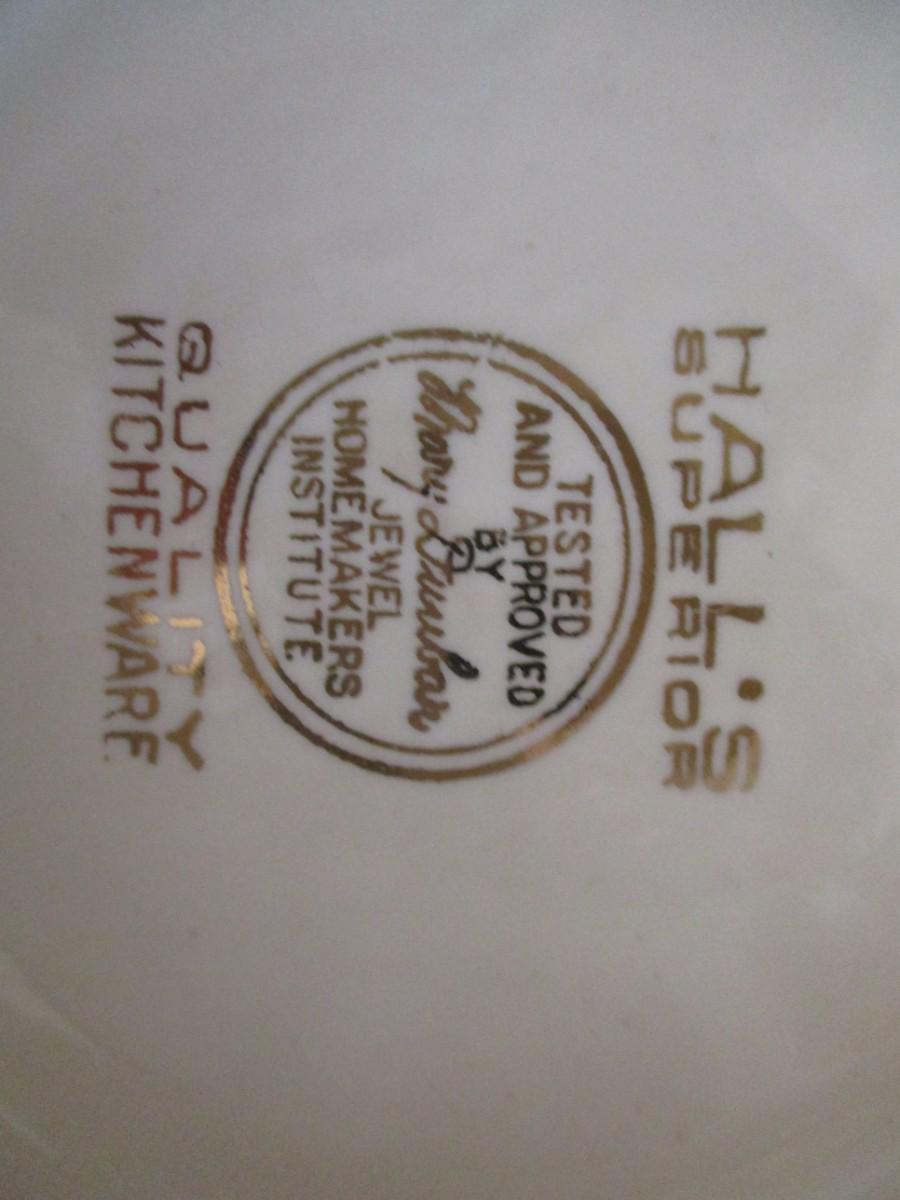 HALL'S
SUPERIOR
TESTED
AND APPROVED
BY
Mary Dunbar
JEWEL
HOMEMAKERS
INSTITUTE
QUALITY
KITCHENWARE